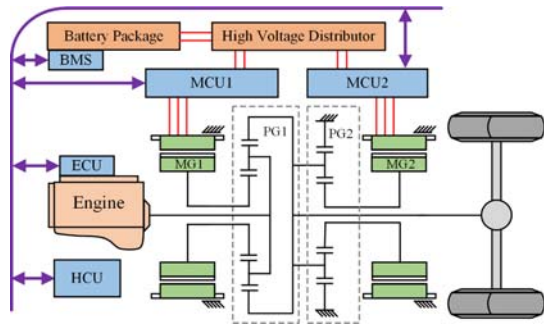 Battery Package
High Voltage Distributor
BMS
MCU1
MCU2
PG1
PG2
MG1
MG2
ECU
Engine
HCU